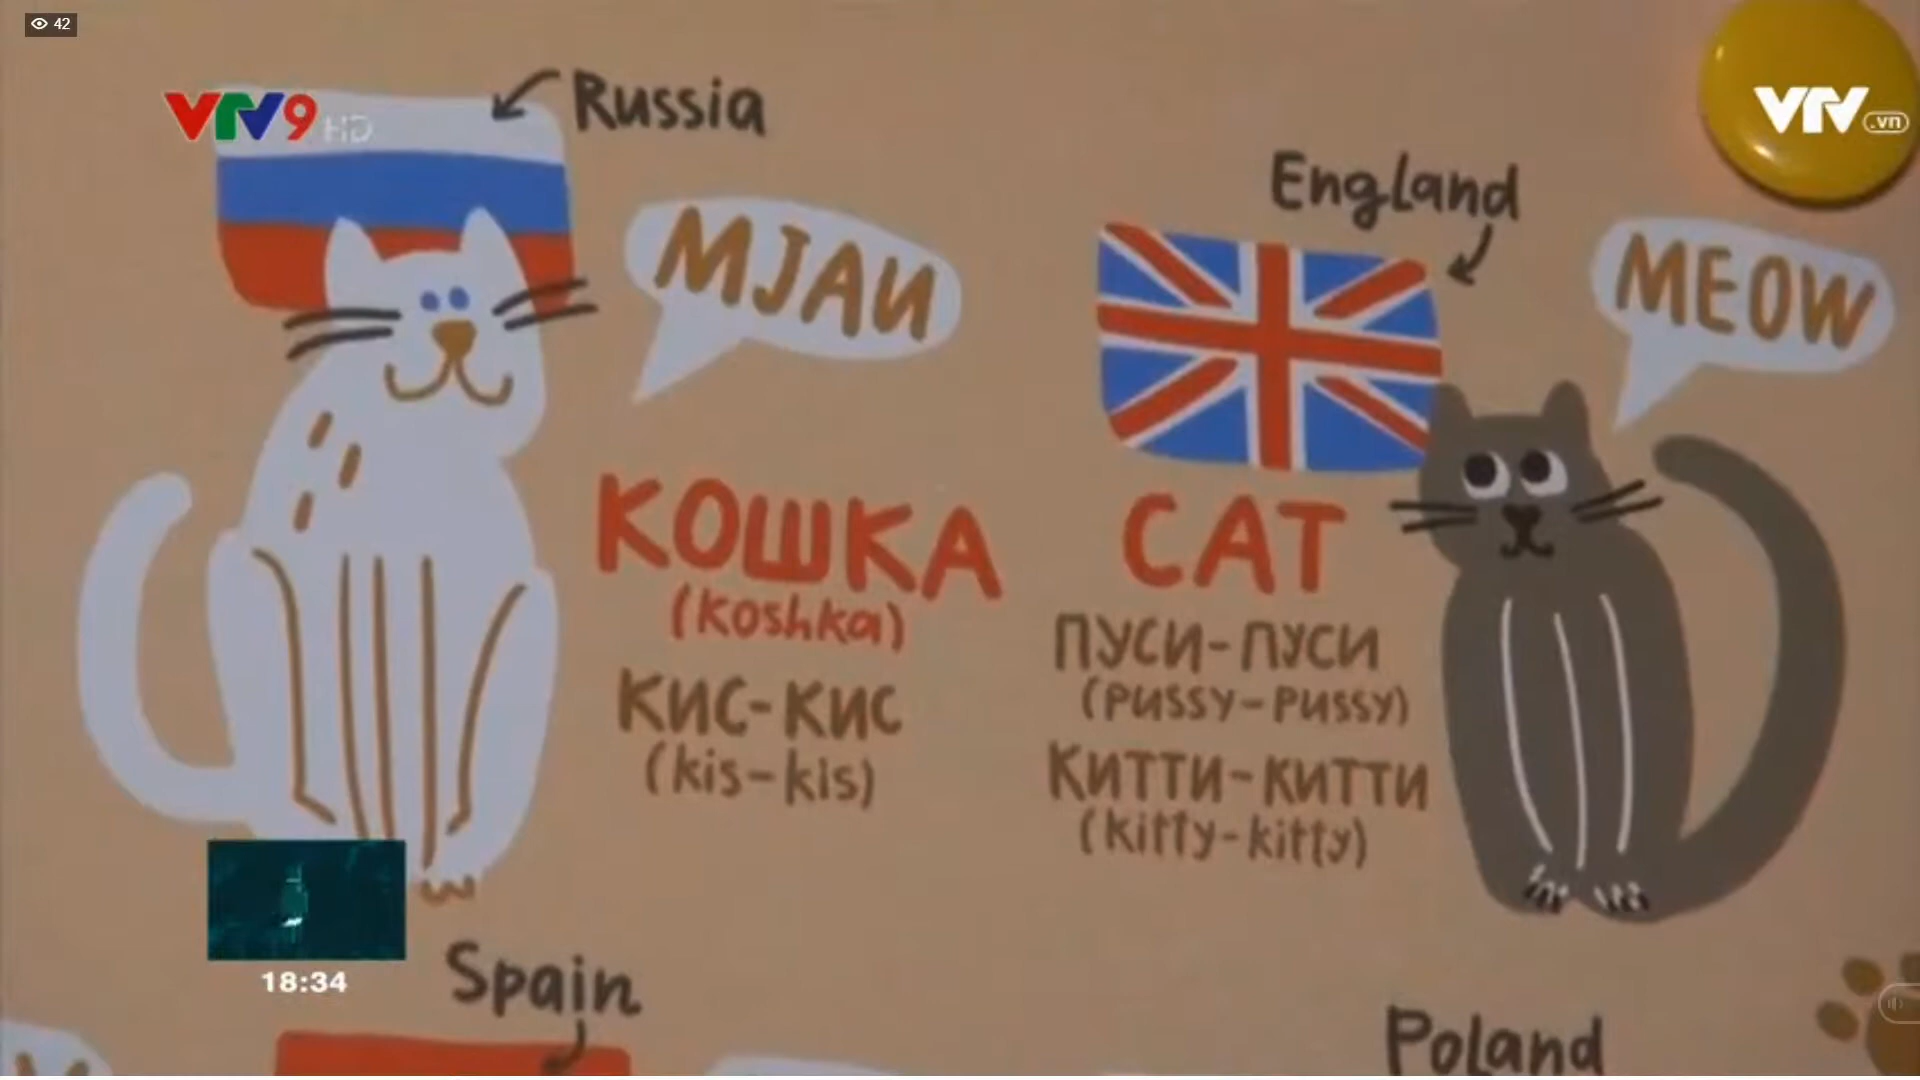 42
VTV9 HD
Russia
VTV.vn
England
МЈАИ
MEOW
КОШКА
(koshka)
КИС-КИС
(kis-kis)
CAT
ПУСИ-ПУСИ
(pussy-pussy)
КИТТИ-КИТТИ
(kitty-kitty)
18:34
Spain
Poland